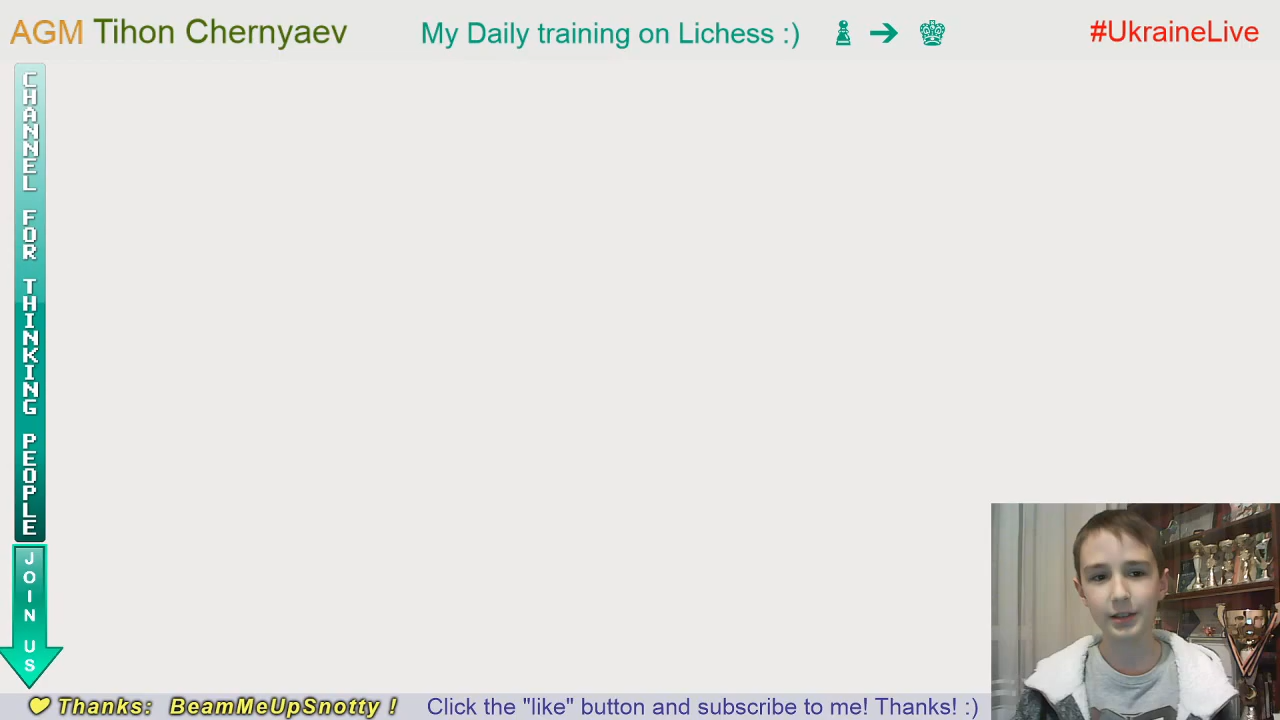 AGM Tihon Chernyaev
My Daily training on Lichess :)
#UkraineLive
CHANNEL FOR THINKING PEOPLE
JOIN US
Thanks: BeamMeUpSnotty !
Click the "like" button and subscribe to me! Thanks! :)